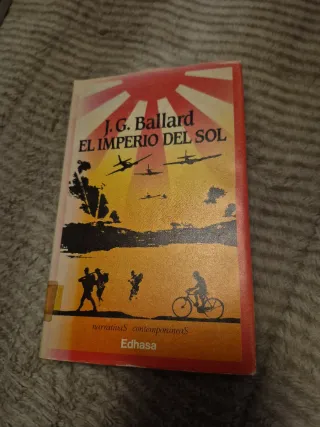 J. G. Ballard
EL IMPERIO DEL SOL
narrativaS contemporáneaS
Edhasa